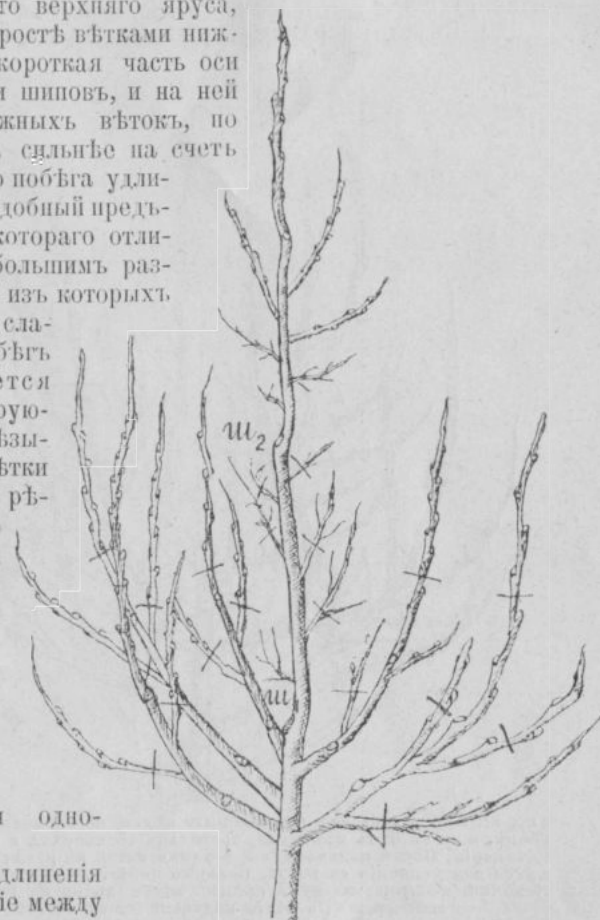 го верхняго яруса,
ростѣ вѣтками ниж-
короткая часть оси
и шиповъ, и на ней
жныхъ вѣтокъ, по
сильнѣе на счетъ
о побѣга удли-
добный предъ-
котораго отли-
большимъ раз-
изъ которыхъ
сла-
бѣгъ
ется
рую-
ѣзы-
ѣтки
рѣ-
ш2
ш
одно-
длиненія
іе между